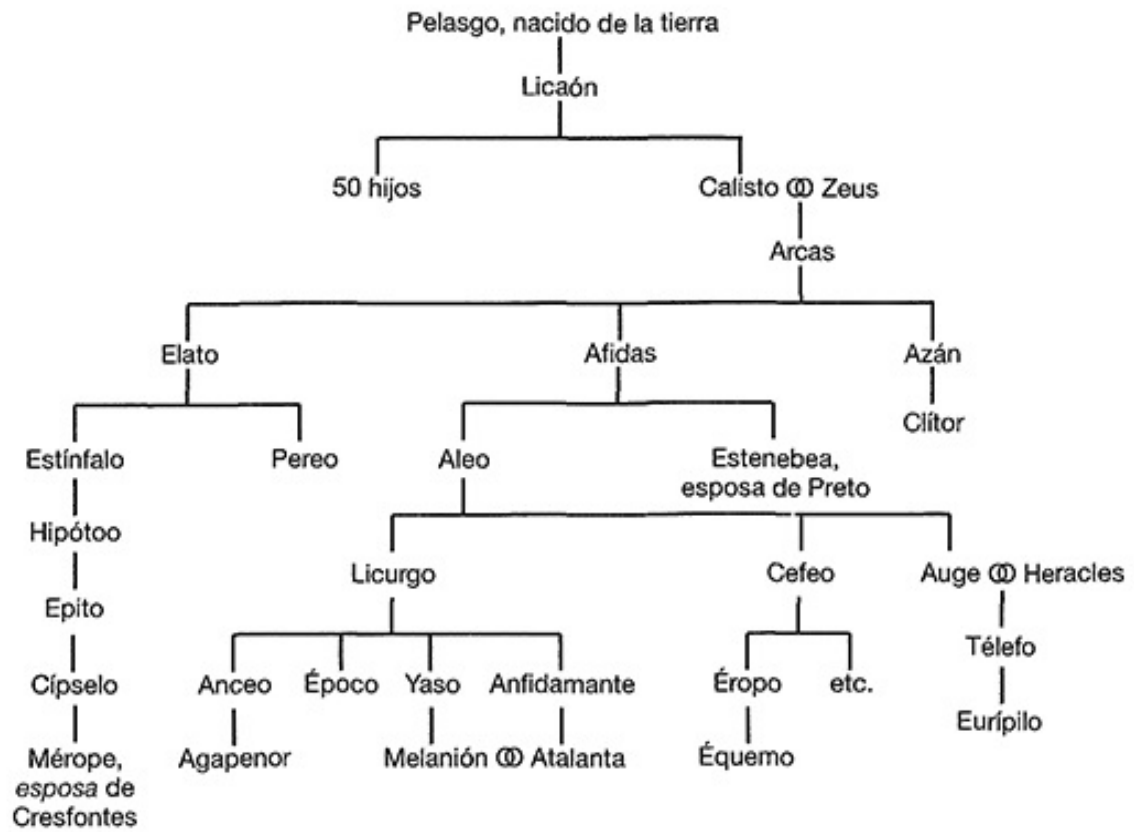 Pelasgo, nacido de la tierra
Licaón
50 hijos
Calisto ⚭ Zeus
Arcas
Elato
Afidas
Azán
Clítor
Estínfalo
Pereo
Aleo
Estenebea,
esposa de Preto
Hipótoo
Licurgo
Cefeo
Auge ⚭ Heracles
Epito
Télefo
Cípselo
Anceo
Époco
Yaso
Anfidamante
Éropo
etc.
Eurípilo
Mérope,
esposa de
Cresfontes
Agapenor
Melanión ⚭ Atalanta
Équemo